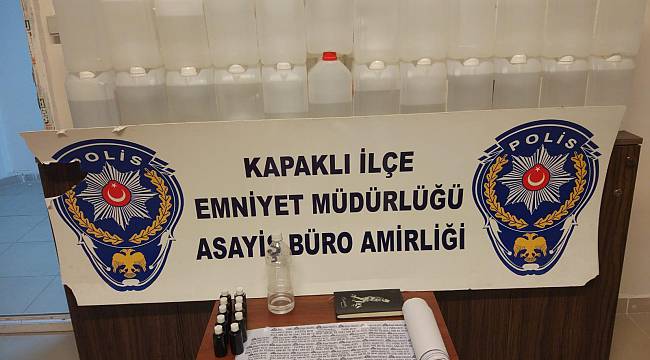 POLİS
POLİS
KAPAKLI İLÇE
EMNİYET MÜDÜRLÜĞÜ
ASAYİŞ BÜRO AMİRLİĞİ